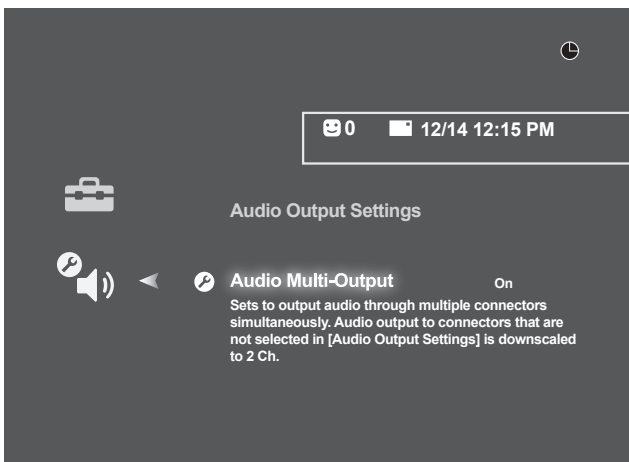 0 12/14 12:15 PM
Audio Output Settings
Audio Multi-Output On
Sets to output audio through multiple connectors
simultaneously. Audio output to connectors that are
not selected in [Audio Output Settings] is downscaled
to 2 Ch.